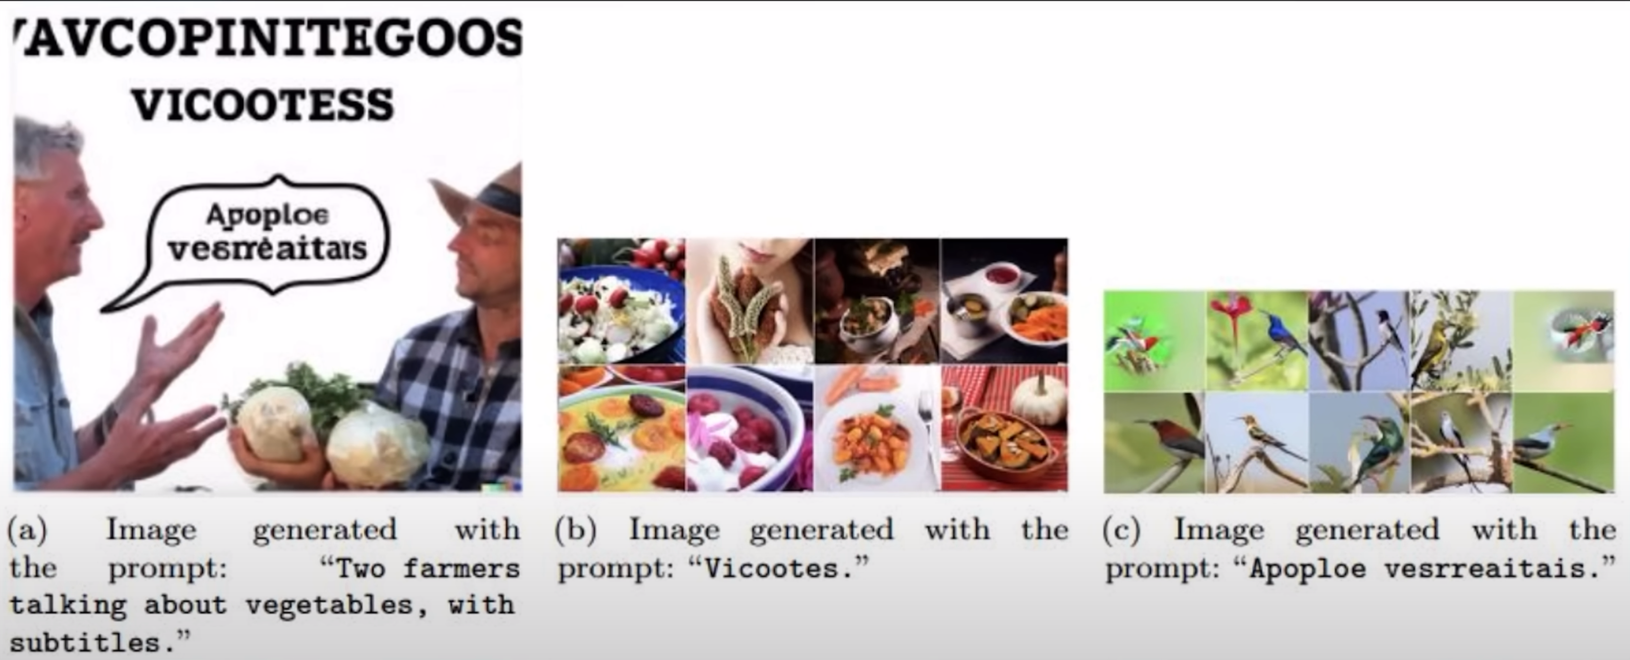 YAVCOPINITEGOOS
VICOOTESS
Apoploe
vesrreaitais
(a) Image generated with
the prompt: “Two farmers
talking about vegetables, with
subtitles.”
(b) Image generated with the
prompt: “Vicootes.”
(c) Image generated with the
prompt: “Apoploe vesrreaitais.”